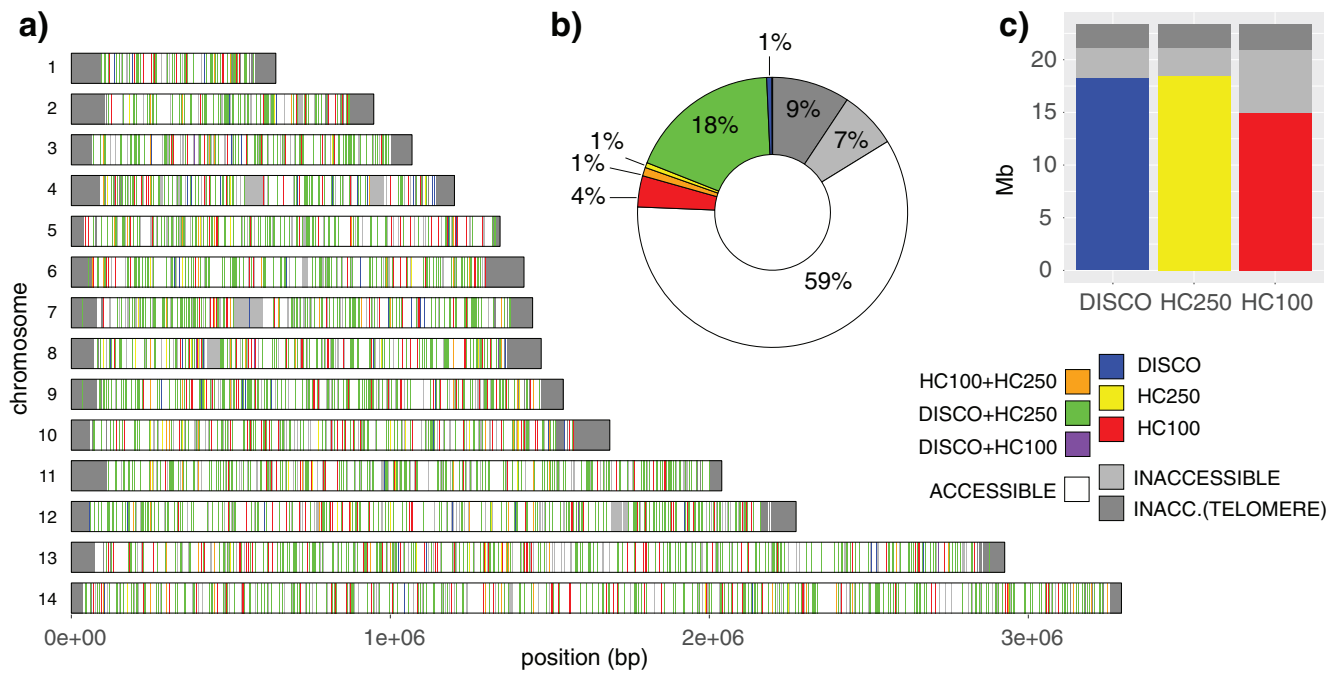 a)
1
2
3
4
5
6
7
8
9
10
11
12
13
14
chromosome
0e+00
1e+06
2e+06
3e+06
position (bp)
b)
1%
9%
7%
59%
4%
1%
1%
18%
c)
20
15
10
5
0
Mb
DISCO HC250 HC100
HC100+HC250
DISCO+HC250
DISCO+HC100
ACCESSIBLE
DISCO
HC250
HC100
INACCESSIBLE
INACC.(TELOMERE)